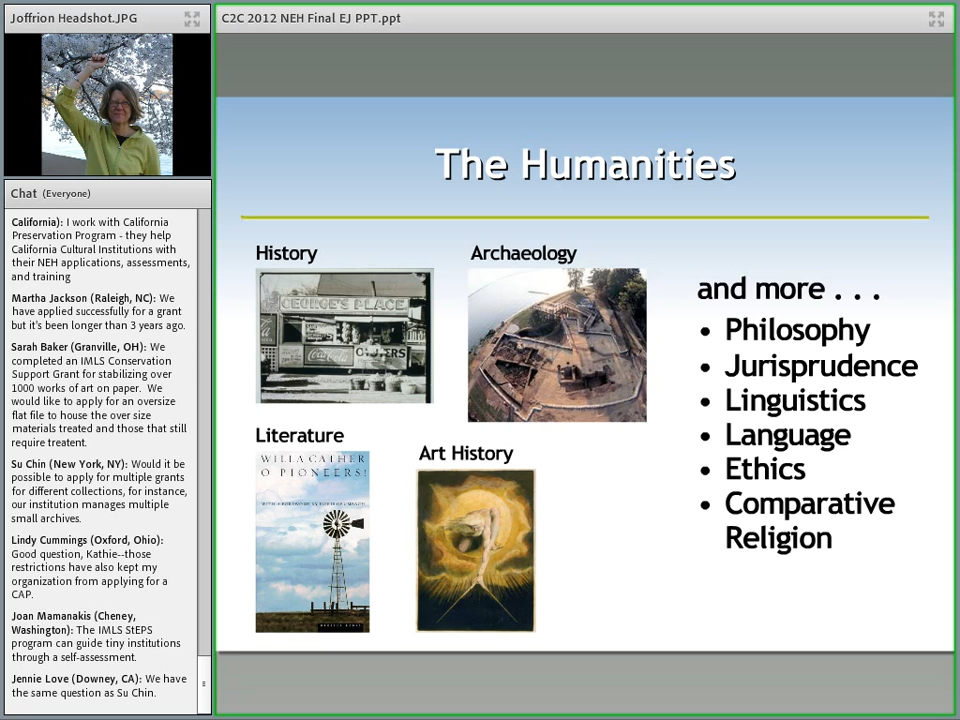 Joffrion Headshot.JPG
Chat (Everyone)
California): I work with California
Preservation Program - they help
California Cultural Institutions with
their NEH applications, assessments,
and training
Martha Jackson (Raleigh, NC): We
have applied successfully for a grant
but it's been longer than 3 years ago.
Sarah Baker (Granville, OH): We
completed an IMLS Conservation
Support Grant for stabilizing over
1000 works of art on paper. We
would like to apply for an oversize
flat file to house the over size
materials treated and those that still
require treatent.
Su Chin (New York, NY): Would it be
possible to apply for multiple grants
for different collections, for instance,
our institution manages multiple
small archives.
Lindy Cummings (Oxford, Ohio):
Good question, Kathie--those
restrictions have also kept my
organization from applying for a
CAP.
Joan Mamanakis (Cheney,
Washington): The IMLS StEPS
program can guide tiny institutions
through a self-assessment.
Jennie Love (Downey, CA): We have
the same question as Su Chin.
C2C 2012 NEH Final EJ PPT.ppt
The Humanities
History
GEORGE'S PLACE
Coca-Cola
Archaeology
Literature
WILLA CATHER
O PIONEERS!
Art History
and more . . .
• Philosophy
• Jurisprudence
• Linguistics
• Language
• Ethics
• Comparative
Religion